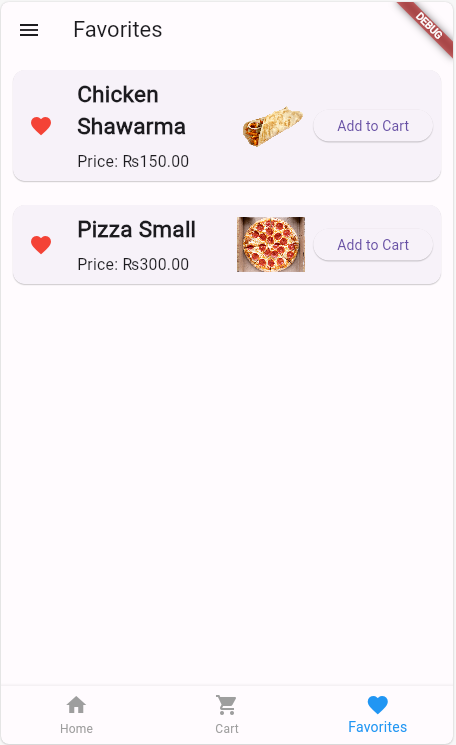 Favorites
DEBUG
Chicken
Shawarma
Price: ₨150.00
Add to Cart
Pizza Small
Price: ₨300.00
Add to Cart
Home
Cart
Favorites